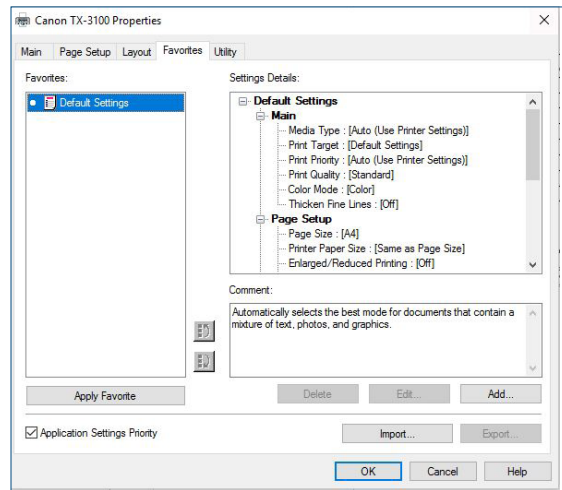 Canon TX-3100 Properties
Main Page Setup Layout Favorites Utility
Favorites:
Default Settings
Settings Details:
Default Settings
Main
Media Type : [Auto (Use Printer Settings)]
Print Target : [Default Settings]
Print Priority : [Auto (Use Printer Settings)]
Print Quality : [Standard]
Color Mode : [Color]
Thicken Fine Lines : [Off]
Page Setup
Page Size : [A4]
Printer Paper Size : [Same as Page Size]
Enlarged/Reduced Printing : [Off]
Comment:
Automatically selects the best mode for documents that contain a
mixture of text, photos, and graphics.
Apply Favorite
Delete Edit... Add...
Application Settings Priority
Import... Export...
OK Cancel Help